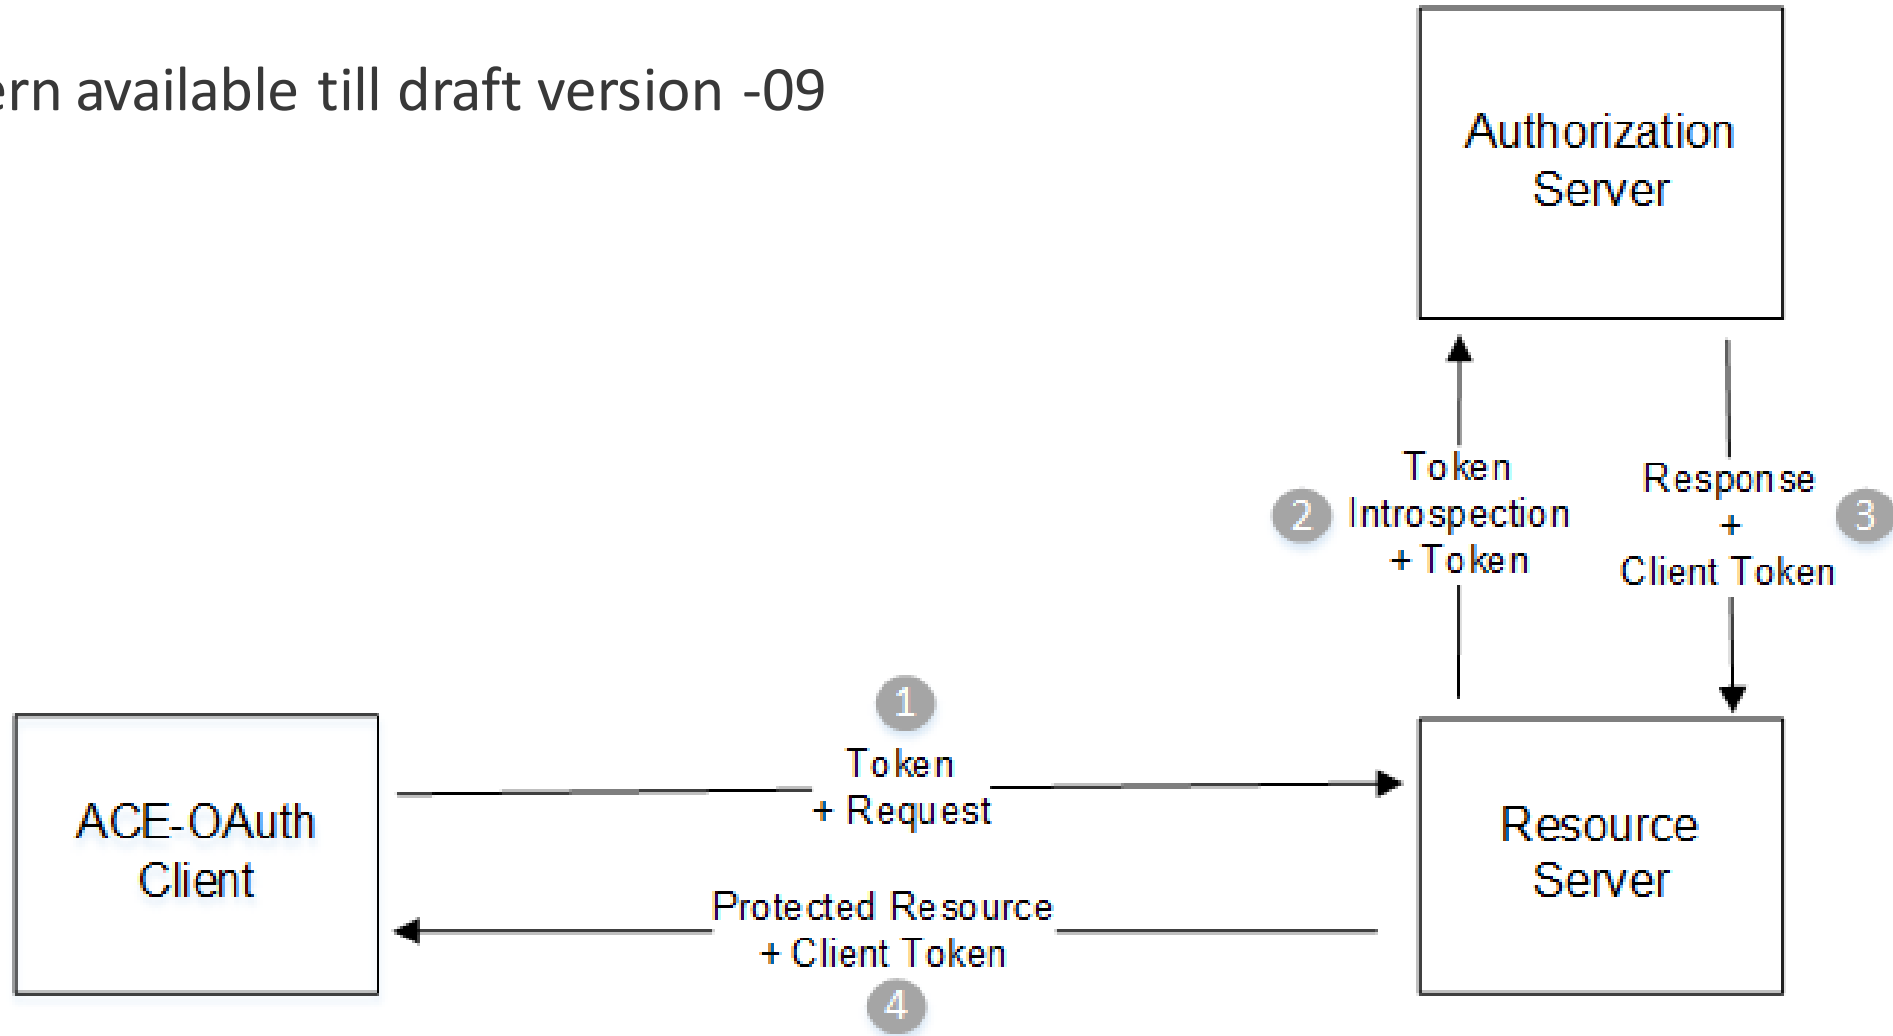 ern available till draft version -09
Authorization
Server
Token
Introspection
+ Token
2
Response
+
Client Token
3
1
Token
+ Request
ACE-OAuth
Client
Resource
Server
Protected Resource
+ Client Token
4